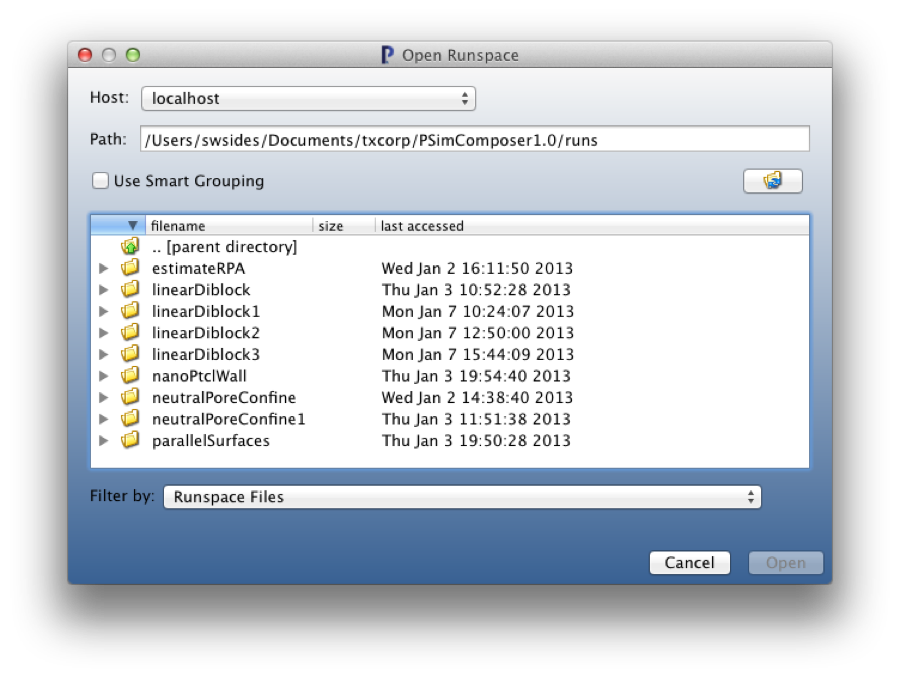 Open Runspace
Host: localhost
Path: /Users/swsides/Documents/txcorp/PSimComposer1.0/runs
Use Smart Grouping
filename size last accessed
.. [parent directory]
estimateRPA Wed Jan 2 16:11:50 2013
linearDiblock Thu Jan 3 10:52:28 2013
linearDiblock1 Mon Jan 7 10:24:07 2013
linearDiblock2 Mon Jan 7 12:50:00 2013
linearDiblock3 Mon Jan 7 15:44:09 2013
nanoPtclWall Thu Jan 3 19:54:40 2013
neutralPoreConfine Wed Jan 2 14:38:40 2013
neutralPoreConfine1 Thu Jan 3 11:51:38 2013
parallelSurfaces Thu Jan 3 19:50:28 2013
Filter by: Runspace Files
Cancel Open